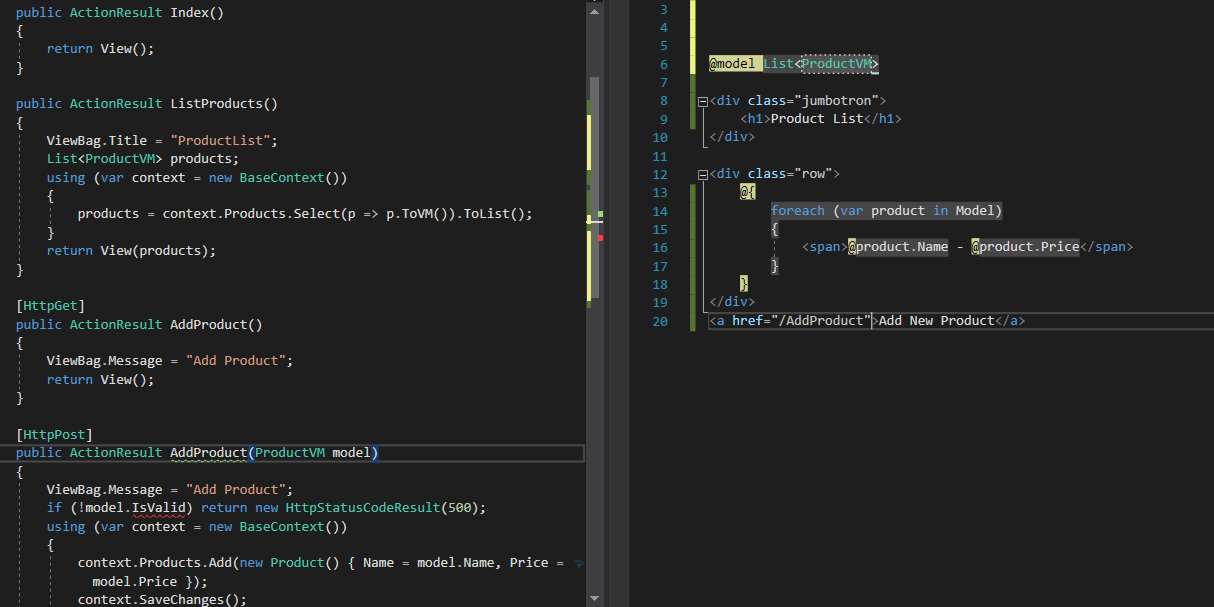 public ActionResult Index()
{
    return View();
}

public ActionResult ListProducts()
{
    ViewBag.Title = "ProductList";
    List<ProductVM> products;
    using (var context = new BaseContext())
    {
        products = context.Products.Select(p => p.ToVM()).ToList();
    }
    return View(products);
}

[HttpGet]
public ActionResult AddProduct()
{
    ViewBag.Message = "Add Product";
    return View();
}

[HttpPost]
public ActionResult AddProduct(ProductVM model)
{
    ViewBag.Message = "Add Product";
    if (!model.IsValid) return new HttpStatusCodeResult(500);
    using (var context = new BaseContext())
    {
        context.Products.Add(new Product() { Name = model.Name, Price =
          model.Price });
        context.SaveChanges();
3
4
5
6 @model List<ProductVM>
7
8 <div class="jumbotron">
9     <h1>Product List</h1>
10 </div>
11
12 <div class="row">
13     @{
14         foreach (var product in Model)
15         {
16             <span>@product.Name - @product.Price</span>
17         }
18     }
19 </div>
20 <a href="/AddProduct">Add New Product</a>